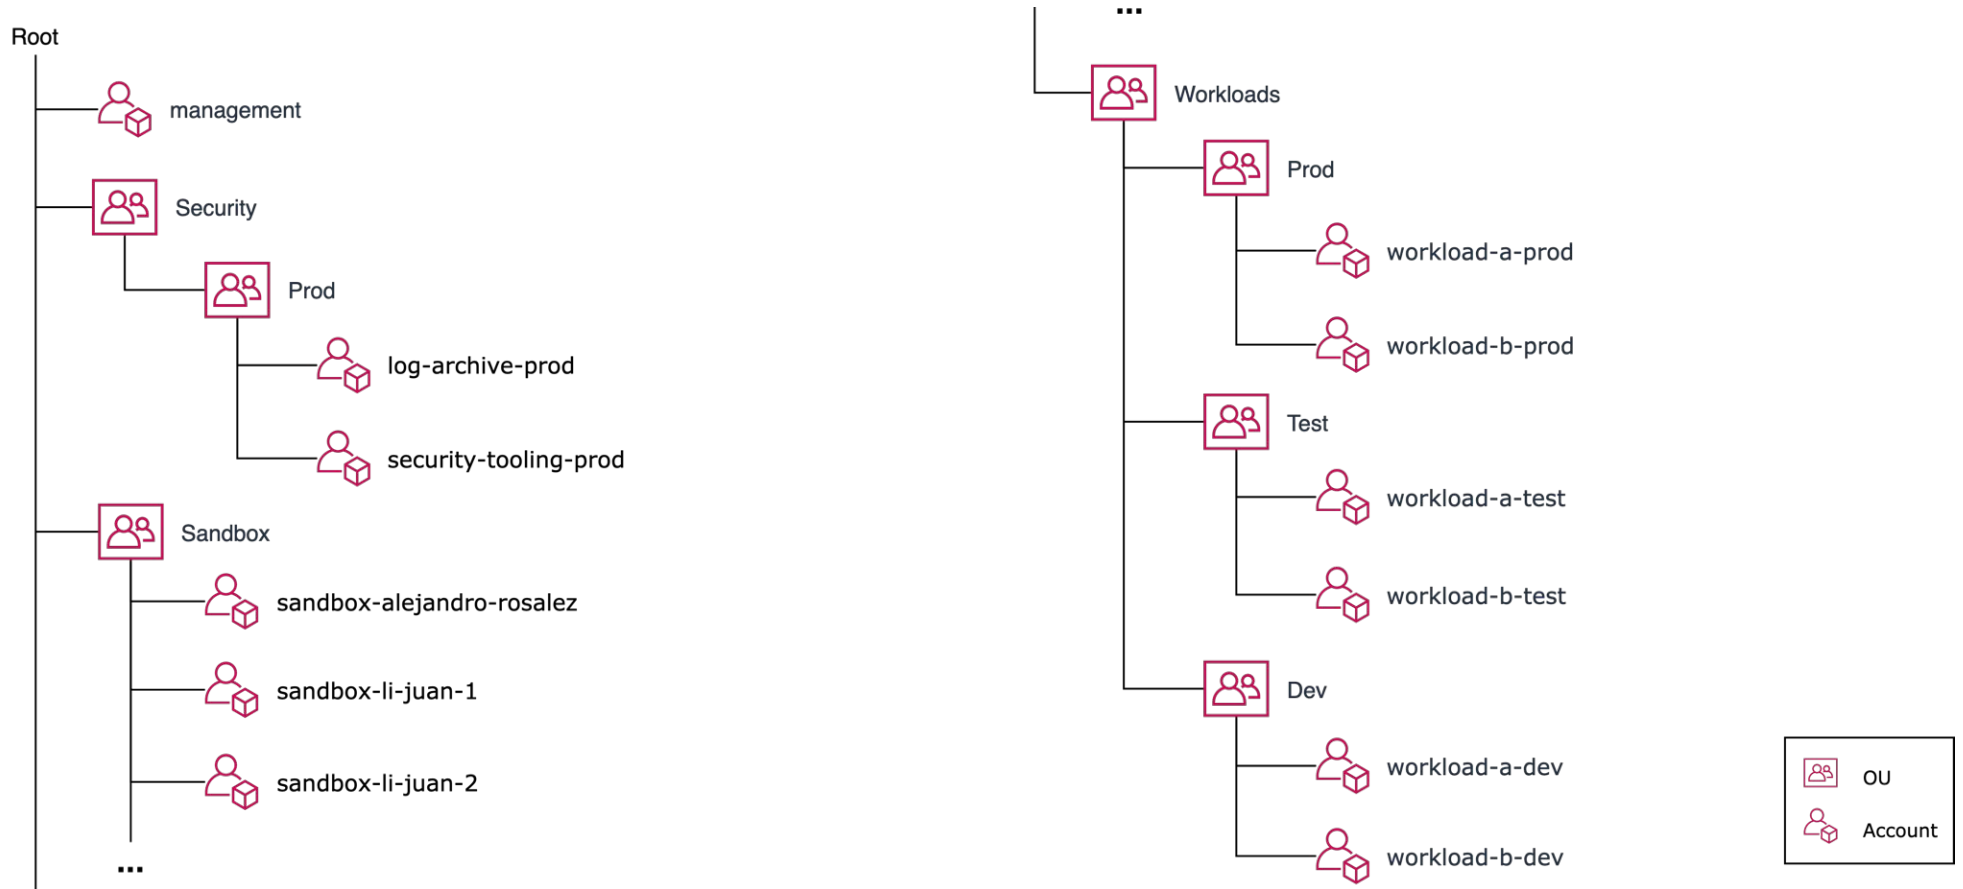 Root
management
Security
Prod
log-archive-prod
security-tooling-prod
Sandbox
sandbox-alejandro-rosalez
sandbox-li-juan-1
sandbox-li-juan-2
...
...
Workloads
Prod
workload-a-prod
workload-b-prod
Test
workload-a-test
workload-b-test
Dev
workload-a-dev
workload-b-dev
OU
Account